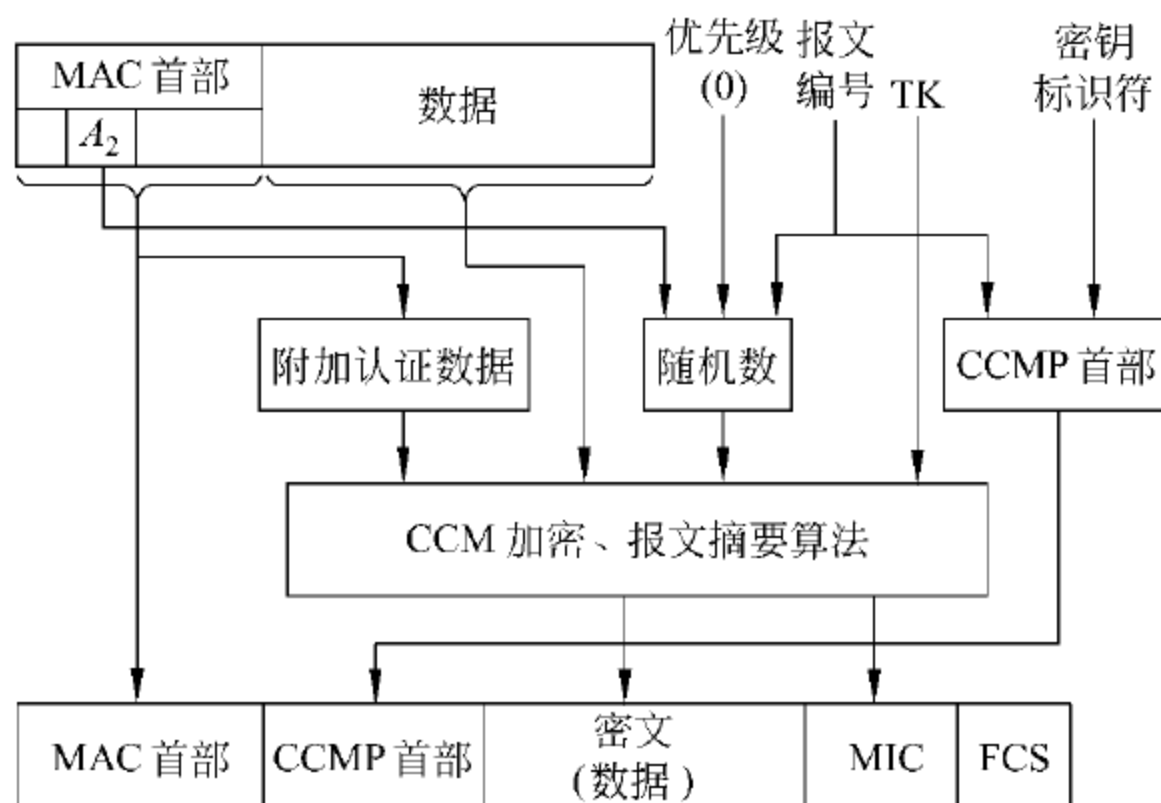 优先级
(0)
报文
编号
TK
密钥
标识符
MAC 首部
A₂
数据
附加认证数据
随机数
CCMP 首部
CCM 加密、报文摘要算法
MAC 首部
CCMP 首部
密文
(数据)
MIC
FCS